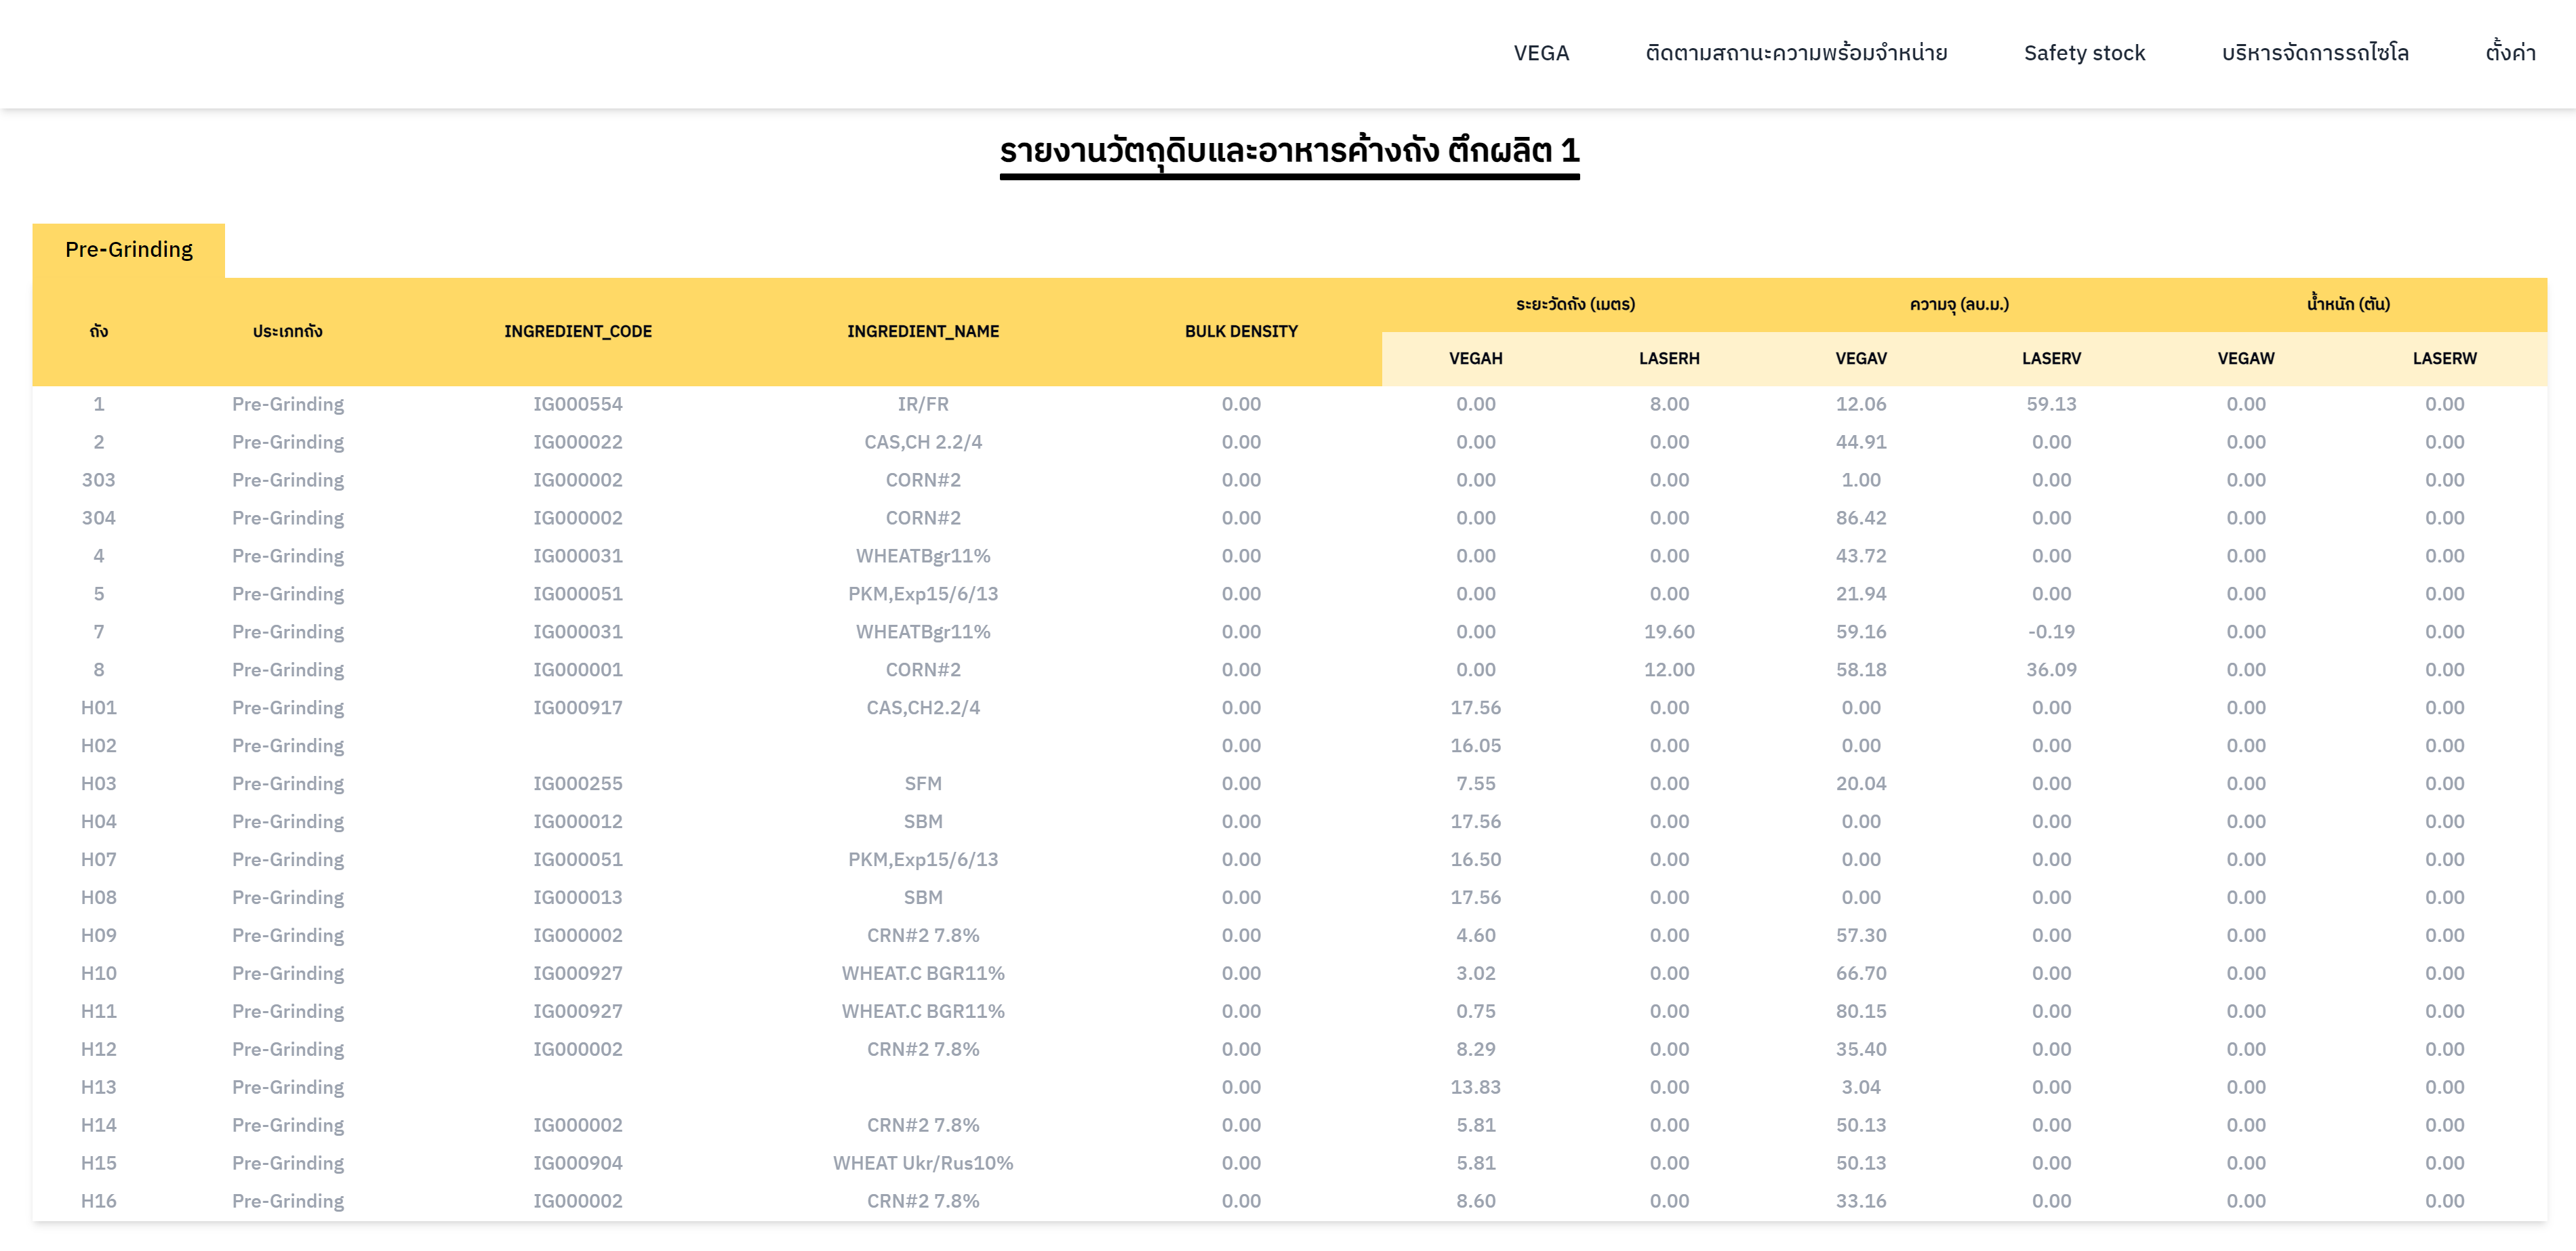 VEGA ติดตามสถานะความพร้อมจำหน่าย Safety stock บริหารจัดการรถไซโล ตั้งค่า
รายงานวัตถุดิบและอาหารค้างถัง ตึกผลิต 1
Pre-Grinding
ถัง ประเภทถัง INGREDIENT_CODE INGREDIENT_NAME BULK DENSITY ระยะวัดถัง (เมตร) ความจุ (ลบ.ม.) น้ำหนัก (ตัน)
VEGAH LASERH VEGAV LASERV VEGAW LASERW
1 Pre-Grinding IG000554 IR/FR 0.00 0.00 8.00 12.06 59.13 0.00 0.00
2 Pre-Grinding IG000022 CAS,CH 2.2/4 0.00 0.00 0.00 44.91 0.00 0.00 0.00
303 Pre-Grinding IG000002 CORN#2 0.00 0.00 0.00 1.00 0.00 0.00 0.00
304 Pre-Grinding IG000002 CORN#2 0.00 0.00 0.00 86.42 0.00 0.00 0.00
4 Pre-Grinding IG000031 WHEATBgr11% 0.00 0.00 0.00 43.72 0.00 0.00 0.00
5 Pre-Grinding IG000051 PKM,Exp15/6/13 0.00 0.00 0.00 21.94 0.00 0.00 0.00
7 Pre-Grinding IG000031 WHEATBgr11% 0.00 0.00 19.60 59.16 -0.19 0.00 0.00
8 Pre-Grinding IG000001 CORN#2 0.00 0.00 12.00 58.18 36.09 0.00 0.00
H01 Pre-Grinding IG000917 CAS,CH2.2/4 0.00 17.56 0.00 0.00 0.00 0.00 0.00
H02 Pre-Grinding 0.00 16.05 0.00 0.00 0.00 0.00 0.00
H03 Pre-Grinding IG000255 SFM 0.00 7.55 0.00 20.04 0.00 0.00 0.00
H04 Pre-Grinding IG000012 SBM 0.00 17.56 0.00 0.00 0.00 0.00 0.00
H07 Pre-Grinding IG000051 PKM,Exp15/6/13 0.00 16.50 0.00 0.00 0.00 0.00 0.00
H08 Pre-Grinding IG000013 SBM 0.00 17.56 0.00 0.00 0.00 0.00 0.00
H09 Pre-Grinding IG000002 CRN#2 7.8% 0.00 4.60 0.00 57.30 0.00 0.00 0.00
H10 Pre-Grinding IG000927 WHEAT.C BGR11% 0.00 3.02 0.00 66.70 0.00 0.00 0.00
H11 Pre-Grinding IG000927 WHEAT.C BGR11% 0.00 0.75 0.00 80.15 0.00 0.00 0.00
H12 Pre-Grinding IG000002 CRN#2 7.8% 0.00 8.29 0.00 35.40 0.00 0.00 0.00
H13 Pre-Grinding 0.00 13.83 0.00 3.04 0.00 0.00 0.00
H14 Pre-Grinding IG000002 CRN#2 7.8% 0.00 5.81 0.00 50.13 0.00 0.00 0.00
H15 Pre-Grinding IG000904 WHEAT Ukr/Rus10% 0.00 5.81 0.00 50.13 0.00 0.00 0.00
H16 Pre-Grinding IG000002 CRN#2 7.8% 0.00 8.60 0.00 33.16 0.00 0.00 0.00